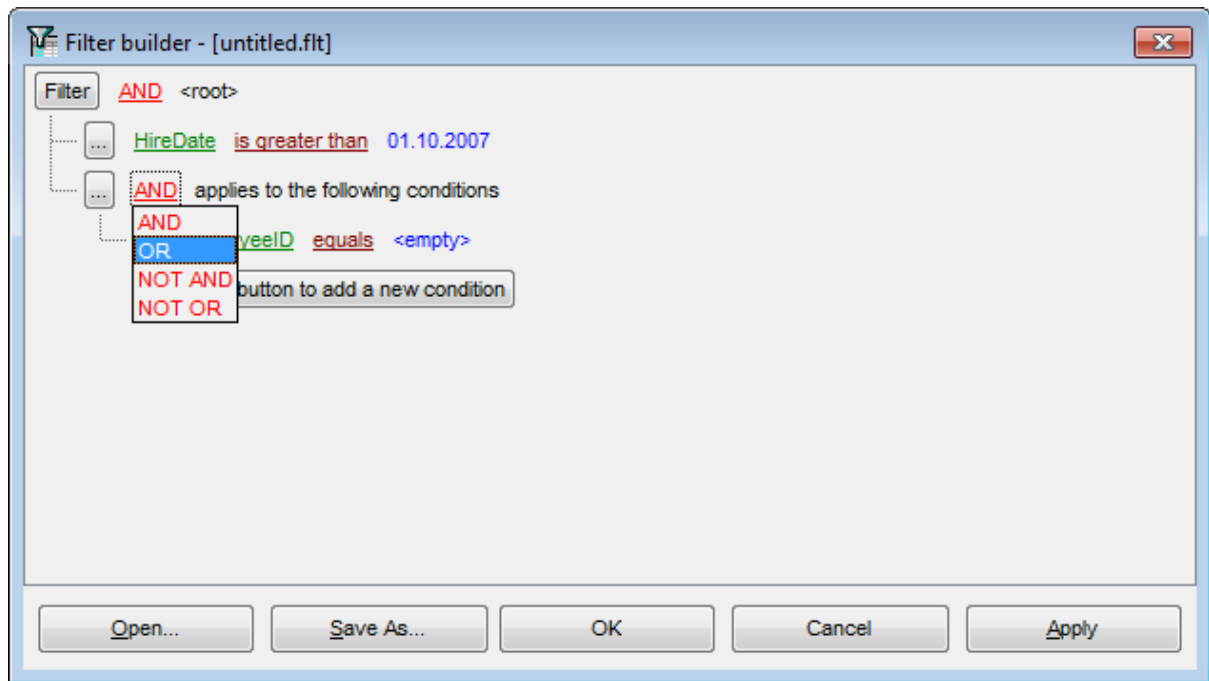 Filter builder - [untitled.flt]
Filter AND <root>
... HireDate is greater than 01.10.2007
... AND applies to the following conditions
AND
OR
yeeID equals <empty>
NOT AND
button to add a new condition
NOT OR
Open... Save As... OK Cancel Apply